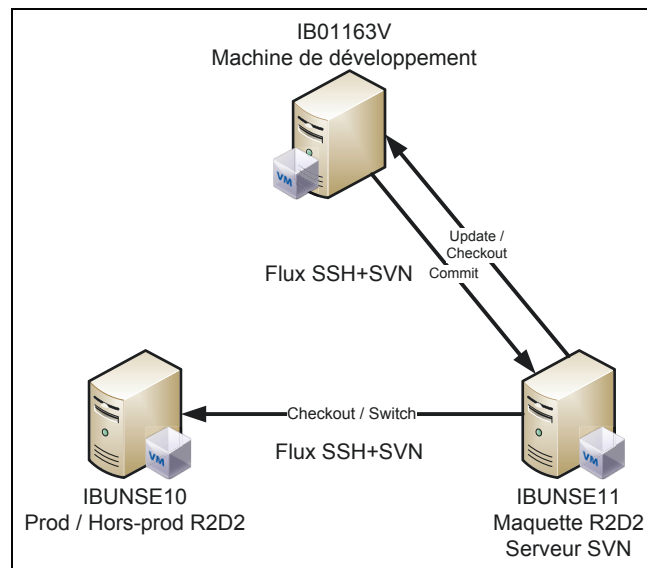 IB01163V
Machine de développement
VM
Update /
Checkout
Commit
Flux SSH+SVN
Checkout / Switch
Flux SSH+SVN
VM
VM
IBUNSE10
Prod / Hors-prod R2D2
IBUNSE11
Maquette R2D2
Serveur SVN